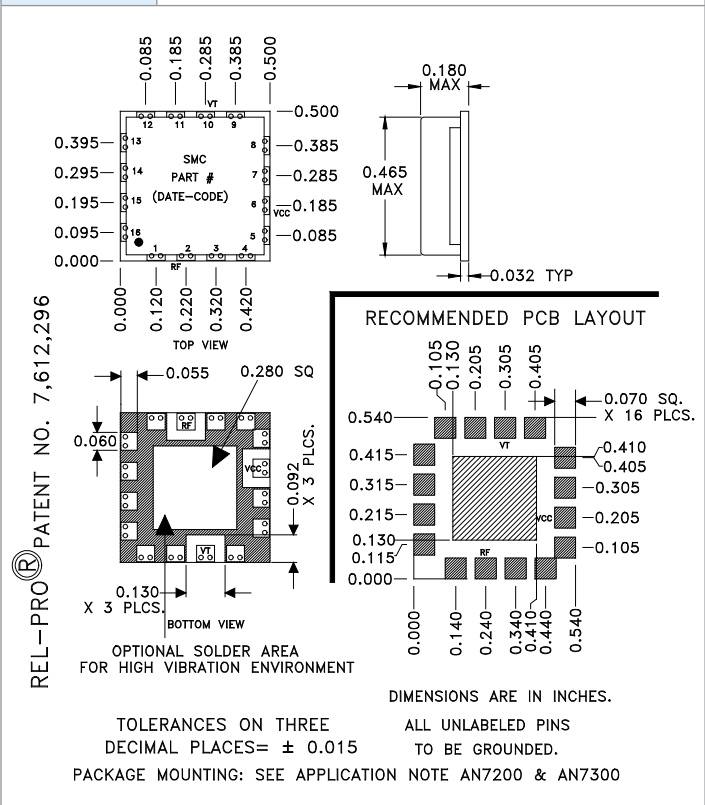 0.085 0.185 0.285 0.385 0.500
VT
12 11 10 9
0.500
0.395 13 8 0.385
SMC
0.295 14 PART # 7 0.285
(DATE-CODE)
0.195 15 6 0.185
VCC
0.095 16 5 0.085
1 2 3 4
0.000
RF
0.000 0.120 0.220 0.320 0.420
TOP VIEW
0.180
MAX
0.465
MAX
0.032 TYP
REL-PRO® PATENT NO. 7,612,296
0.055
0.280 SQ
RF
0.060
VCC
0.092
X 3 PLCS.
VT
0.130
X 3 PLCS.
BOTTOM VIEW
OPTIONAL SOLDER AREA
FOR HIGH VIBRATION ENVIRONMENT
RECOMMENDED PCB LAYOUT
0.105 0.130 0.205 0.305 0.405
0.070 SQ.
X 16 PLCS.
0.540
VT
0.410
0.415 0.405
0.315 0.305
0.215 VCC 0.205
0.130
0.115 RF 0.105
0.000
0.000 0.140 0.240 0.340 0.410 0.440 0.540
DIMENSIONS ARE IN INCHES.
TOLERANCES ON THREE
DECIMAL PLACES= ± 0.015
ALL UNLABELED PINS
TO BE GROUNDED.
PACKAGE MOUNTING: SEE APPLICATION NOTE AN7200 & AN7300